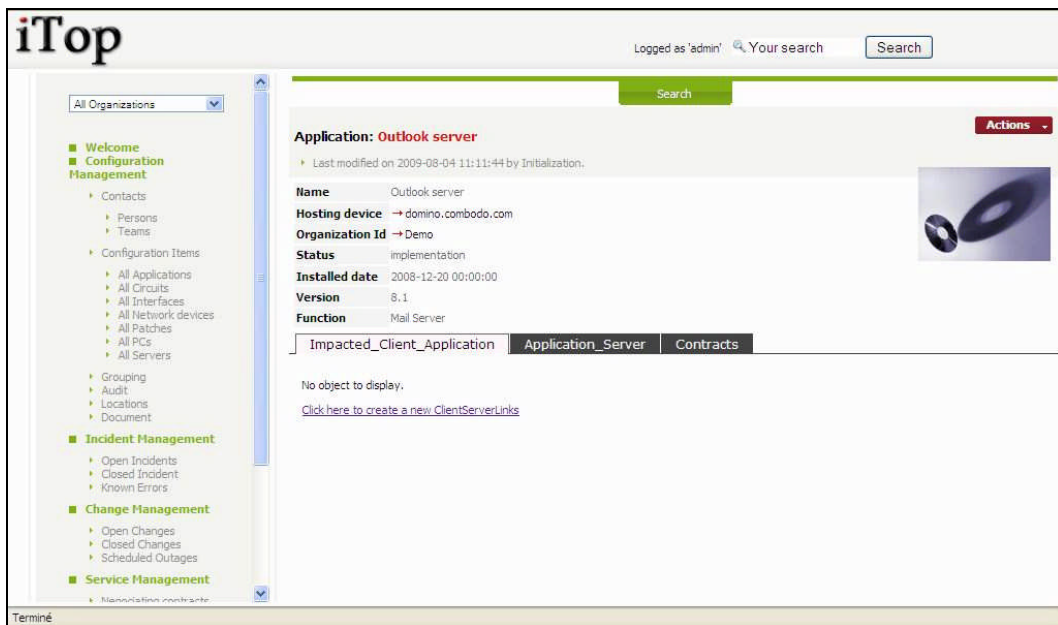 iTop
Logged as 'admin' Your search Search
All Organizations
Welcome
Configuration
Management
Contacts
Persons
Teams
Configuration Items
All Applications
All Circuits
All Interfaces
All Network devices
All Patches
All PCs
All Servers
Grouping
Audit
Locations
Document
Incident Management
Open Incidents
Closed Incident
Known Errors
Change Management
Open Changes
Closed Changes
Scheduled Outages
Service Management
Negociating contracts
Search
Actions
Application: Outlook server
Last modified on 2009-08-04 11:11:44 by Initialization.
Name Outlook server
Hosting device →domino.combodo.com
Organization Id →Demo
Status implementation
Installed date 2008-12-20 00:00:00
Version 8.1
Function Mail Server
Impacted_Client_Application Application_Server Contracts
No object to display.
Click here to create a new ClientServerLinks
Terminé